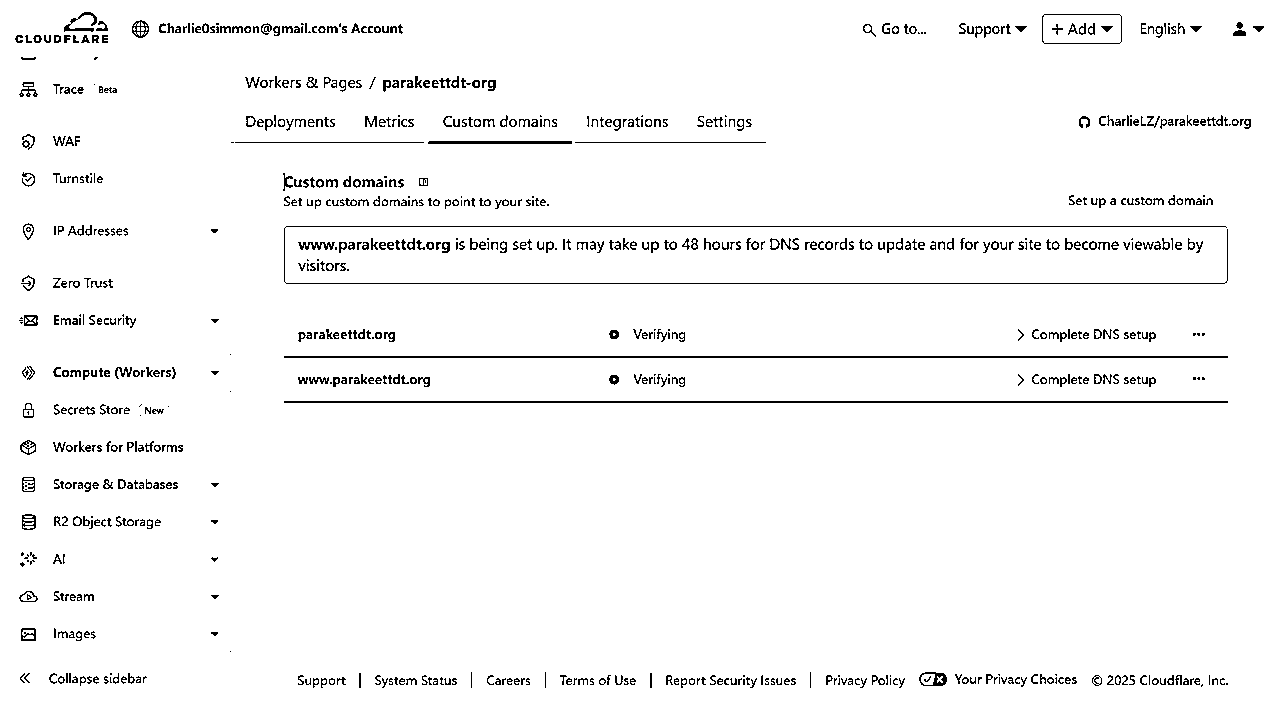 CLOUDFLARE
Charlie0simmon@gmail.com's Account
Go to...
Support
+ Add
English
Trace Beta
WAF
Turnstile
IP Addresses
Zero Trust
Email Security
Compute (Workers)
Secrets Store New
Workers for Platforms
Storage & Databases
R2 Object Storage
AI
Stream
Images
Collapse sidebar
Workers & Pages / parakeettdt-org
Deployments Metrics Custom domains Integrations Settings
CharlieLZ/parakeettdt.org
Custom domains
Set up custom domains to point to your site.
Set up a custom domain
www.parakeettdt.org is being set up. It may take up to 48 hours for DNS records to update and for your site to become viewable by
visitors.
parakeettdt.org Verifying Complete DNS setup ...
www.parakeettdt.org Verifying Complete DNS setup ...
Support | System Status | Careers | Terms of Use | Report Security Issues | Privacy Policy Your Privacy Choices © 2025 Cloudflare, Inc.